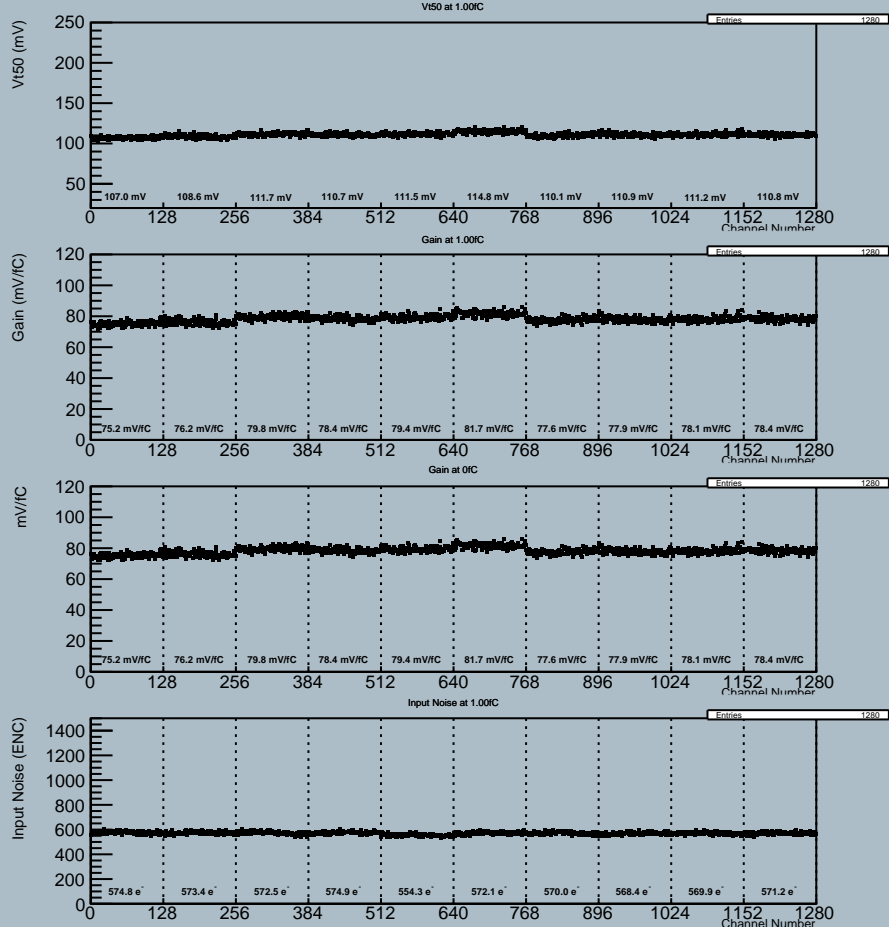 Vt50 at 1.00fC
Entries 1280
Vt50 (mV)
250
200
150
100
50
107.0 mV 108.6 mV 111.7 mV 110.7 mV 111.5 mV 114.8 mV 110.1 mV 110.9 mV 111.2 mV 110.8 mV
0 128 256 384 512 640 768 896 1024 1152 1280
Channel Number
Gain at 1.00fC
Entries 1280
Gain (mV/fC)
120
100
80
60
40
20
0
75.2 mV/fC 76.2 mV/fC 79.8 mV/fC 78.4 mV/fC 79.4 mV/fC 81.7 mV/fC 77.6 mV/fC 77.9 mV/fC 78.1 mV/fC 78.4 mV/fC
0 128 256 384 512 640 768 896 1024 1152 1280
Channel Number
Gain at 0fC
Entries 1280
mV/fC
120
100
80
60
40
20
0
75.2 mV/fC 76.2 mV/fC 79.8 mV/fC 78.4 mV/fC 79.4 mV/fC 81.7 mV/fC 77.6 mV/fC 77.9 mV/fC 78.1 mV/fC 78.4 mV/fC
0 128 256 384 512 640 768 896 1024 1152 1280
Channel Number
Input Noise at 1.00fC
Entries 1280
Input Noise (ENC)
1400
1200
1000
800
600
400
200
0
574.8 e⁻ 573.4 e⁻ 572.5 e⁻ 574.9 e⁻ 554.3 e⁻ 572.1 e⁻ 570.0 e⁻ 568.4 e⁻ 569.9 e⁻ 571.2 e⁻
0 128 256 384 512 640 768 896 1024 1152 1280
Channel Number